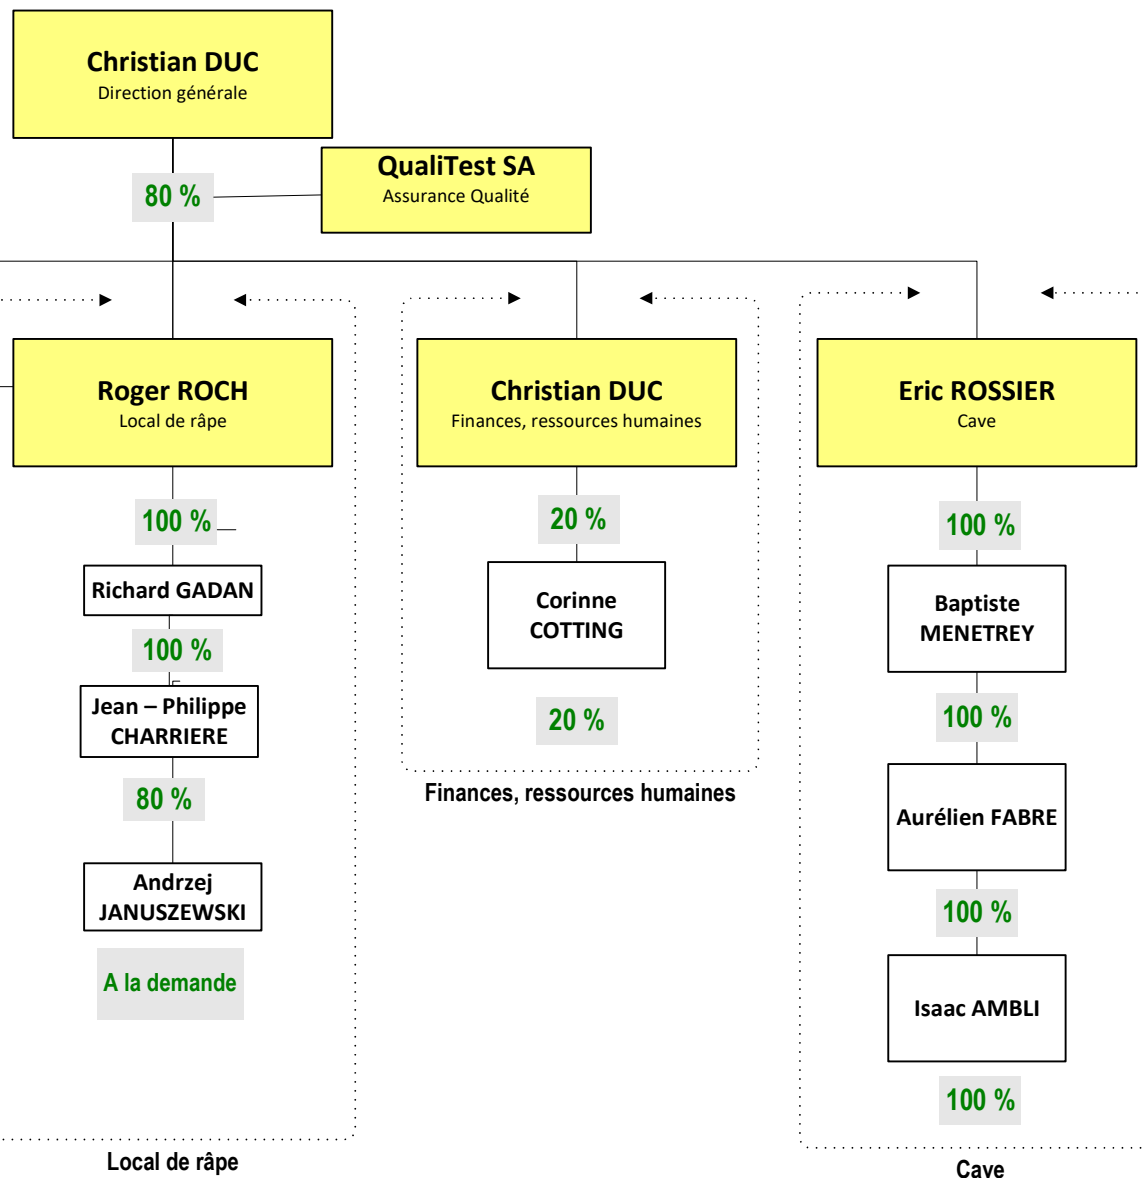 Christian DUC
Direction générale
80 %
QualiTest SA
Assurance Qualité
Roger ROCH
Local de râpe
100 %
Richard GADAN
100 %
Jean – Philippe
CHARRIERE
80 %
Andrzej
JANUSZEWSKI
A la demande
Local de râpe
Christian DUC
Finances, ressources humaines
20 %
Corinne
COTTING
20 %
Finances, ressources humaines
Eric ROSSIER
Cave
100 %
Baptiste
MENETREY
100 %
Aurélien FABRE
100 %
Isaac AMBLI
100 %
Cave